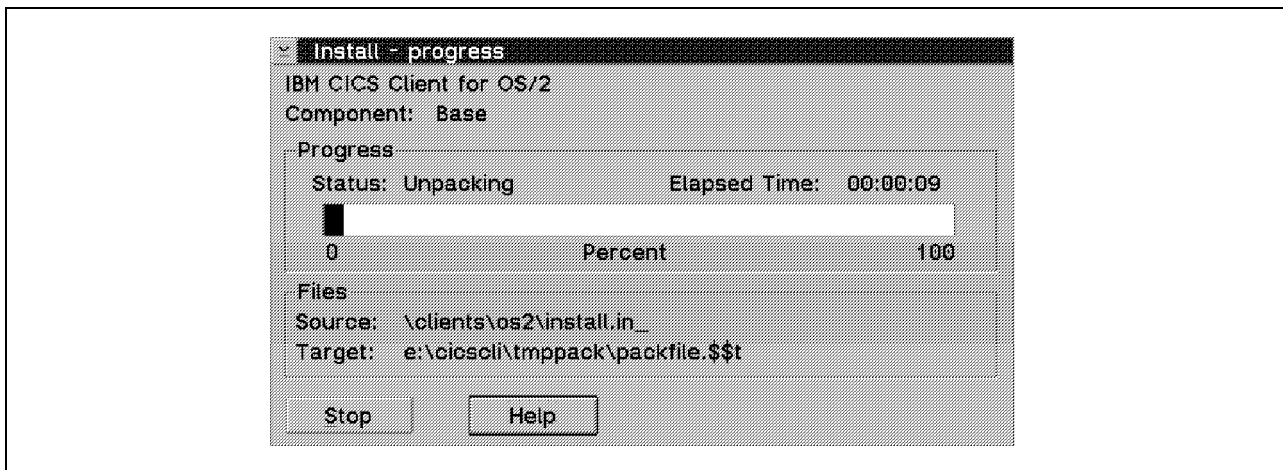 Install - progress
IBM CICS Client for OS/2
Component: Base
Progress
Status: Unpacking Elapsed Time: 00:00:09
0 Percent 100
Files
Source: \clients\os2\install.in_
Target: e:\cicscli\tmppack\packfile.$$t
Stop Help